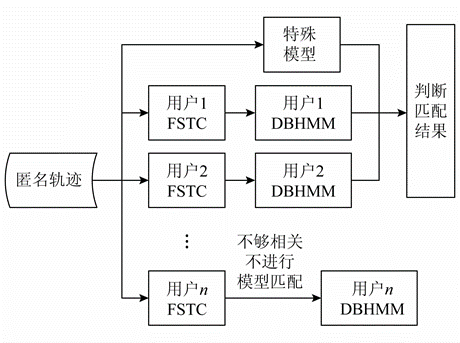 特殊
模型
用户1
FSTC
用户1
DBHMM
判断
匹配
结果
匿名轨迹
用户2
FSTC
用户2
DBHMM
⋮
不够相关
不进行
模型匹配
用户n
FSTC
用户n
DBHMM